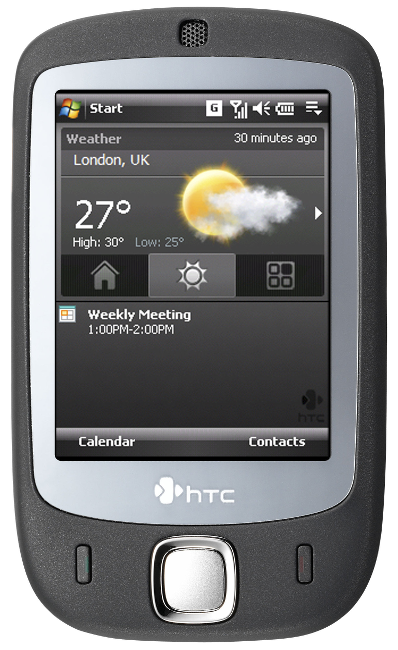 Start
G
Weather 30 minutes ago
London, UK
27°
High: 30° Low: 25°
Weekly Meeting
1:00PM-2:00PM
hTC
Calendar Contacts
hTC